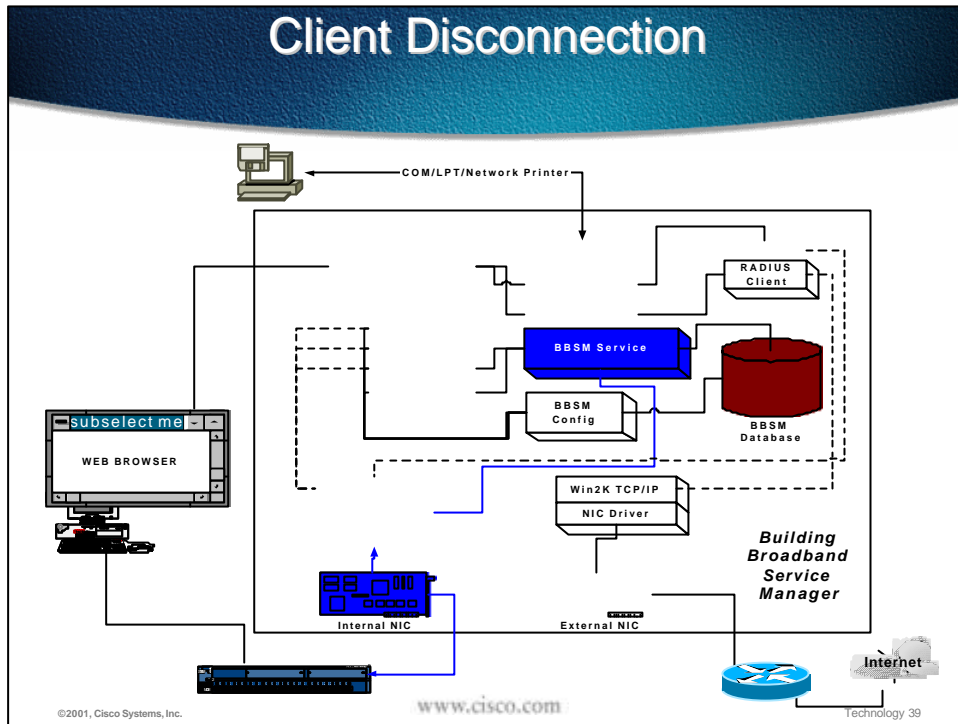 Client Disconnection
COM/LPT/Network Printer
RADIUS
Client
BBSM Service
BBSM
Config
BBSM
Database
subselect me
WEB BROWSER
Win2K TCP/IP
NIC Driver
Building
Broadband
Service
Manager
Internal NIC
External NIC
Internet
©2001, Cisco Systems, Inc.
www.cisco.com
Technology 39